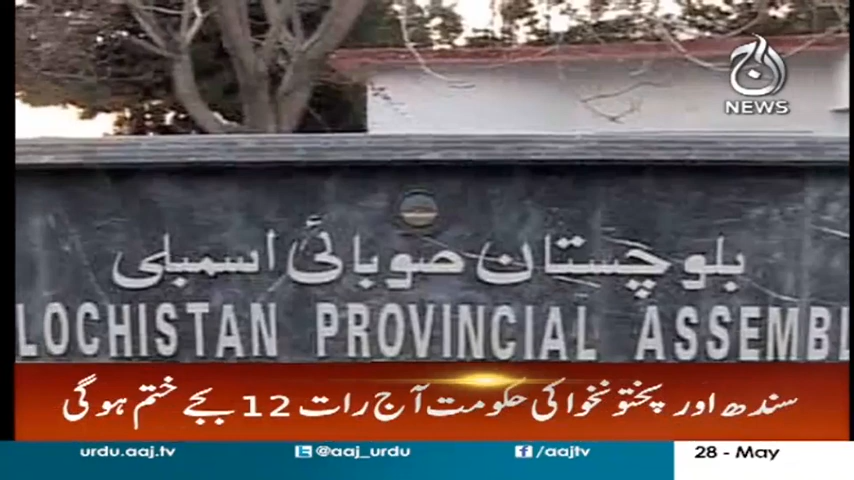 آج
NEWS
بلوچستان صوبائی اسمبلی
LOCHISTAN PROVINCIAL ASSEMBL
سندھ اور پختونخوا کی حکومت آج رات 12 بجے ختم ہوگی
urdu.aaj.tv @aaj_urdu /aajtv 28 - May